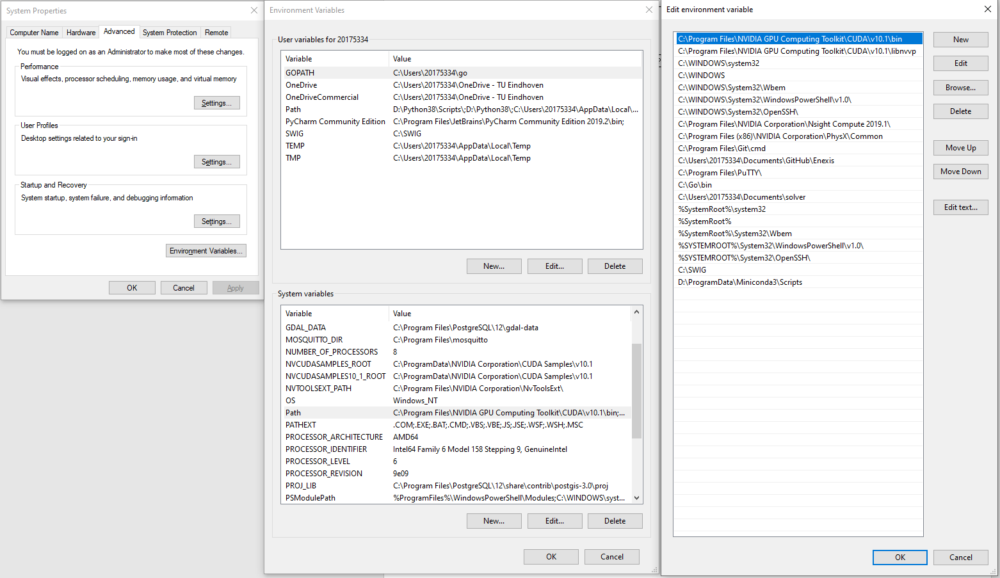 System Properties
Computer Name Hardware Advanced System Protection Remote
You must be logged on as an Administrator to make most of these changes.
Performance
Visual effects, processor scheduling, memory usage, and virtual memory
Settings...
User Profiles
Desktop settings related to your sign-in
Settings...
Startup and Recovery
System startup, system failure, and debugging information
Settings...
Environment Variables...
OK Cancel Apply
Environment Variables
User variables for 20175334
Variable Value
GOPATH C:\Users\20175334\go
OneDrive C:\Users\20175334\OneDrive - TU Eindhoven
OneDriveCommercial C:\Users\20175334\OneDrive - TU Eindhoven
Path D:\Python38\Scripts\;D:\Python38\;C:\Users\20175334\AppData\Local\...
PyCharm Community Edition C:\Program Files\JetBrains\PyCharm Community Edition 2019.2\bin;
SWIG C:\SWIG
TEMP C:\Users\20175334\AppData\Local\Temp
TMP C:\Users\20175334\AppData\Local\Temp
New... Edit... Delete
System variables
Variable Value
GDAL_DATA C:\Program Files\PostgreSQL\12\gdal-data
MOSQUITTO_DIR C:\Program Files\mosquitto
NUMBER_OF_PROCESSORS 8
NVCUDASAMPLES_ROOT C:\ProgramData\NVIDIA Corporation\CUDA Samples\v10.1
NVCUDASAMPLES10_1_ROOT C:\ProgramData\NVIDIA Corporation\CUDA Samples\v10.1
NVTOOLSEXT_PATH C:\Program Files\NVIDIA Corporation\NvToolsExt\
OS Windows_NT
Path C:\Program Files\NVIDIA GPU Computing Toolkit\CUDA\v10.1\bin;...
PATHEXT .COM;.EXE;.BAT;.CMD;.VBS;.VBE;.JS;.JSE;.WSF;.WSH;.MSC
PROCESSOR_ARCHITECTURE AMD64
PROCESSOR_IDENTIFIER Intel64 Family 6 Model 158 Stepping 9, GenuineIntel
PROCESSOR_LEVEL 6
PROCESSOR_REVISION 9e09
PROJ_LIB C:\Program Files\PostgreSQL\12\share\contrib\postgis-3.0\proj
PSModulePath %ProgramFiles%\WindowsPowerShell\Modules;C:\WINDOWS\syst...
New... Edit... Delete
OK Cancel
Edit environment variable
C:\Program Files\NVIDIA GPU Computing Toolkit\CUDA\v10.1\bin
C:\Program Files\NVIDIA GPU Computing Toolkit\CUDA\v10.1\libnvvp
C:\WINDOWS\system32
C:\WINDOWS
C:\WINDOWS\System32\Wbem
C:\WINDOWS\System32\WindowsPowerShell\v1.0\
C:\WINDOWS\System32\OpenSSH\
C:\Program Files\NVIDIA Corporation\Nsight Compute 2019.1\
C:\Program Files (x86)\NVIDIA Corporation\PhysX\Common
C:\Program Files\Git\cmd
C:\Users\20175334\Documents\GitHub\Enexis
C:\Program Files\PuTTY\
C:\Go\bin
C:\Users\20175334\Documents\solver
%SystemRoot%\system32
%SystemRoot%
%SystemRoot%\System32\Wbem
%SYSTEMROOT%\System32\WindowsPowerShell\v1.0\
%SYSTEMROOT%\System32\OpenSSH\
C:\SWIG
D:\ProgramData\Miniconda3\Scripts
New
Edit
Browse...
Delete
Move Up
Move Down
Edit text...
OK Cancel